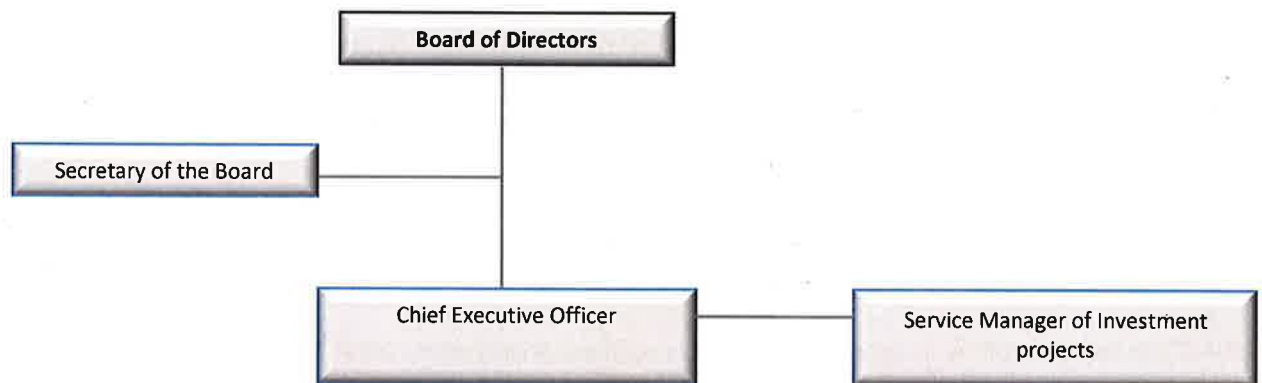 Board of Directors
Secretary of the Board
Chief Executive Officer
Service Manager of Investment
projects